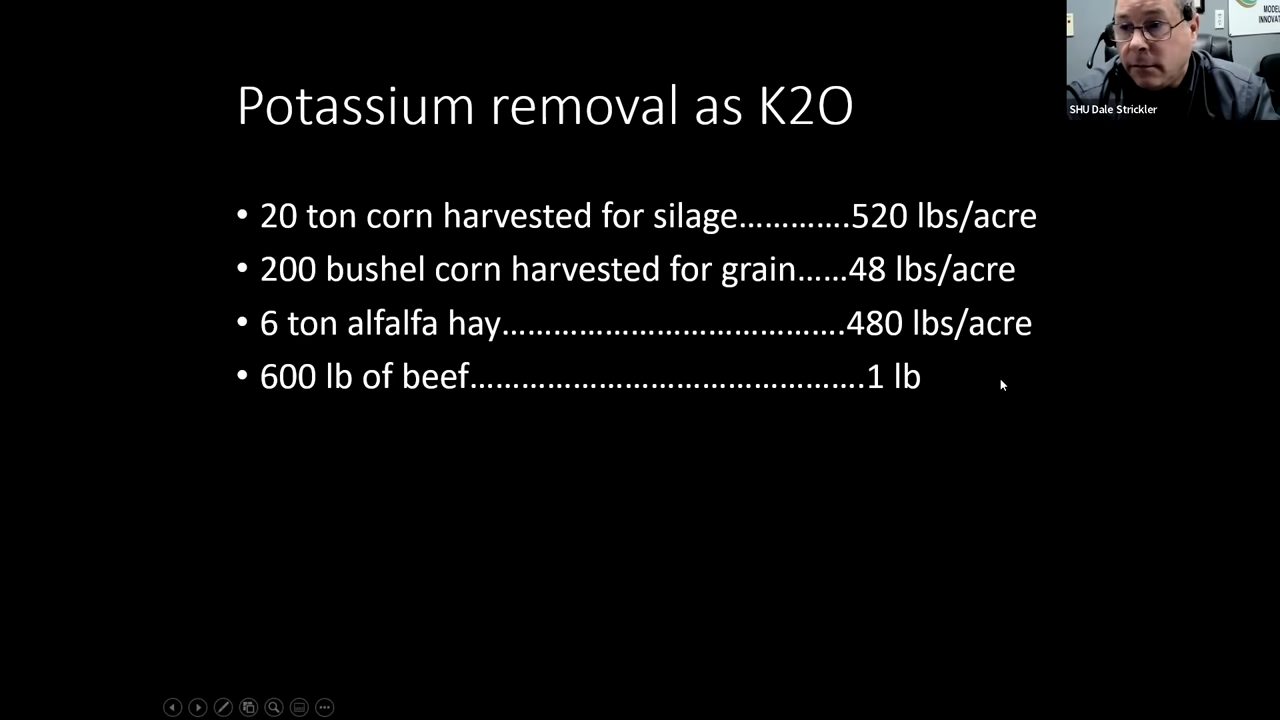 MODEL
INNOVAT
SHU Dale Strickler
Potassium removal as K2O
• 20 ton corn harvested for silage………….520 lbs/acre
• 200 bushel corn harvested for grain……48 lbs/acre
• 6 ton alfalfa hay………………………………….480 lbs/acre
• 600 lb of beef……………………………………….1 lb